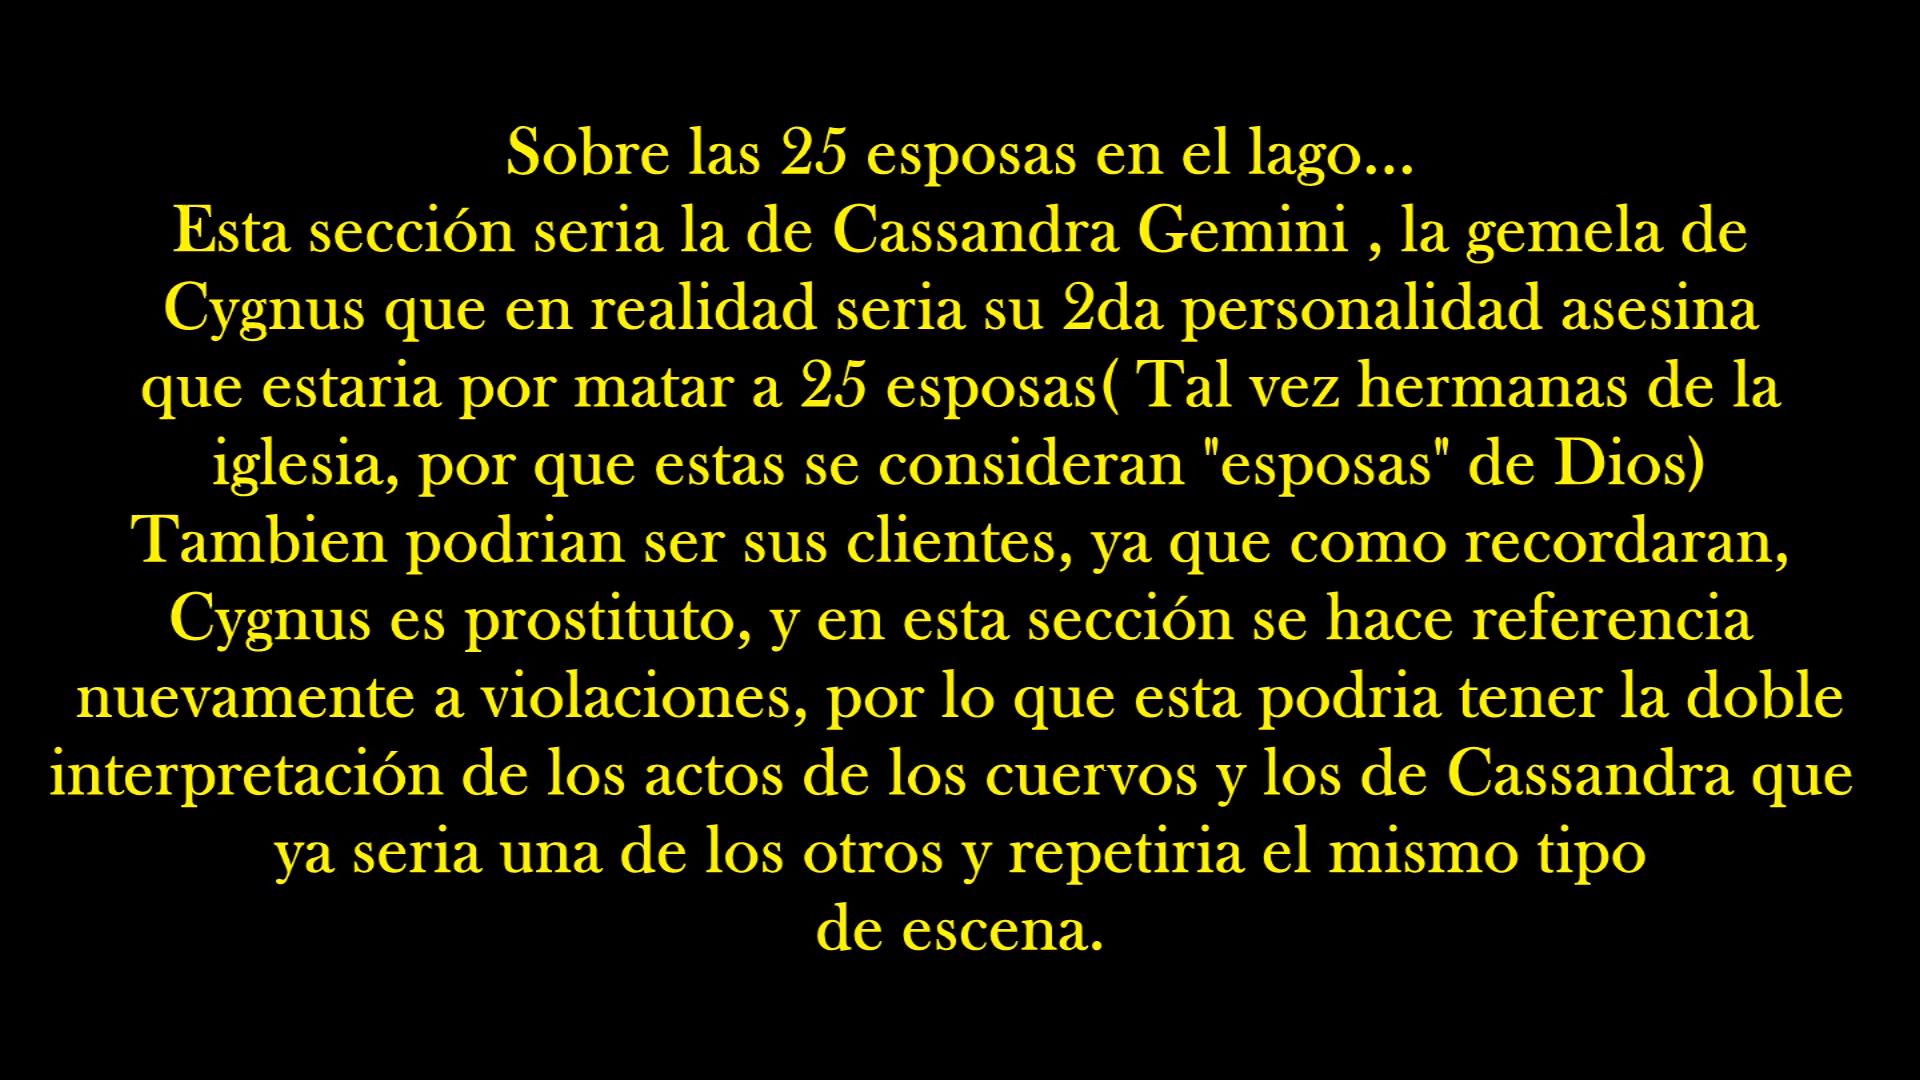 Sobre las 25 esposas en el lago...
Esta sección seria la de Cassandra Gemini , la gemela de
Cygnus que en realidad seria su 2da personalidad asesina
que estaria por matar a 25 esposas( Tal vez hermanas de la
iglesia, por que estas se consideran "esposas" de Dios)
Tambien podrian ser sus clientes, ya que como recordaran,
Cygnus es prostituto, y en esta sección se hace referencia
nuevamente a violaciones, por lo que esta podria tener la doble
interpretación de los actos de los cuervos y los de Cassandra que
ya seria una de los otros y repetiria el mismo tipo
de escena.